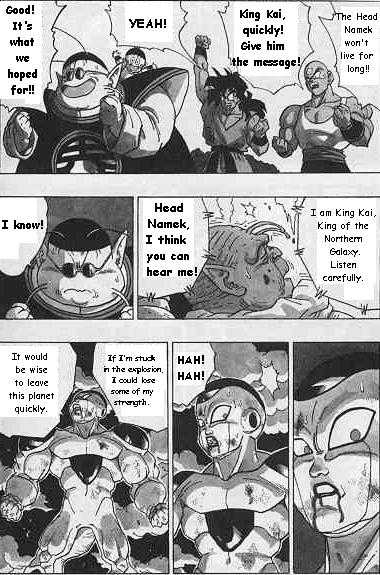 Good!
It's
what
we
hoped
for!!
YEAH!
King Kai,
quickly!
Give him
the message!
The Head
Namek
won't
live for
long!!
I know!
Head
Namek,
I think
you can
hear me!
I am King Kai,
King of the
Northern
Galaxy.
Listen
carefully.
It would
be wise
to leave
this planet
quickly.
If I'm stuck
in the explosion,
I could lose
some of my
strength.
HAH!
HAH!